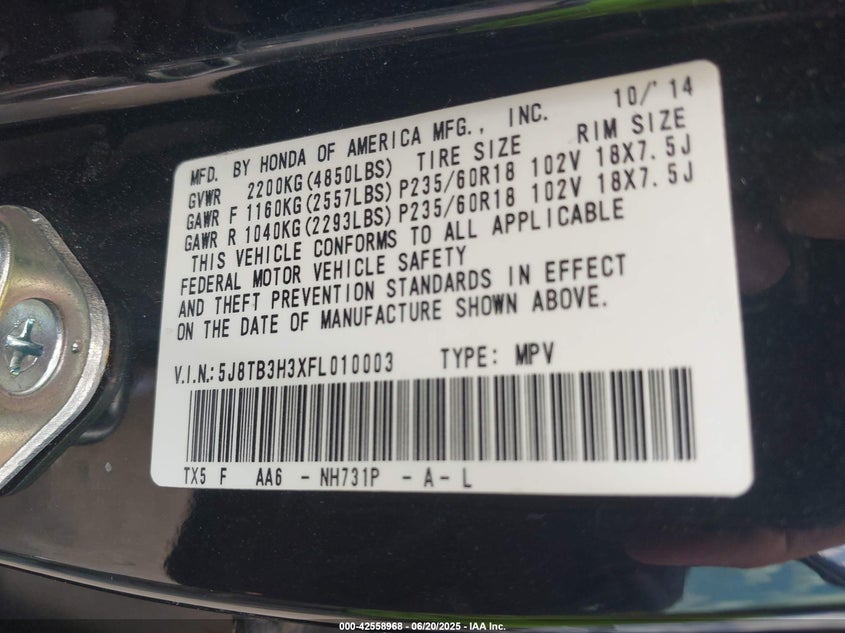 MFD. BY HONDA OF AMERICA MFG., INC. 10/'14
GVWR 2200KG(4850LBS) TIRE SIZE RIM SIZE
GAWR F 1160KG(2557LBS) P235/60R18 102V 18X7.5J
GAWR R 1040KG(2293LBS) P235/60R18 102V 18X7.5J
THIS VEHICLE CONFORMS TO ALL APPLICABLE
FEDERAL MOTOR VEHICLE SAFETY
AND THEFT PREVENTION STANDARDS IN EFFECT
ON THE DATE OF MANUFACTURE SHOWN ABOVE.
V.I.N.: 5J8TB3H3XFL010003 TYPE: MPV
TX5 F AA6 - NH731P - A - L
000-42558968 - 06/20/2025 - IAA Inc.